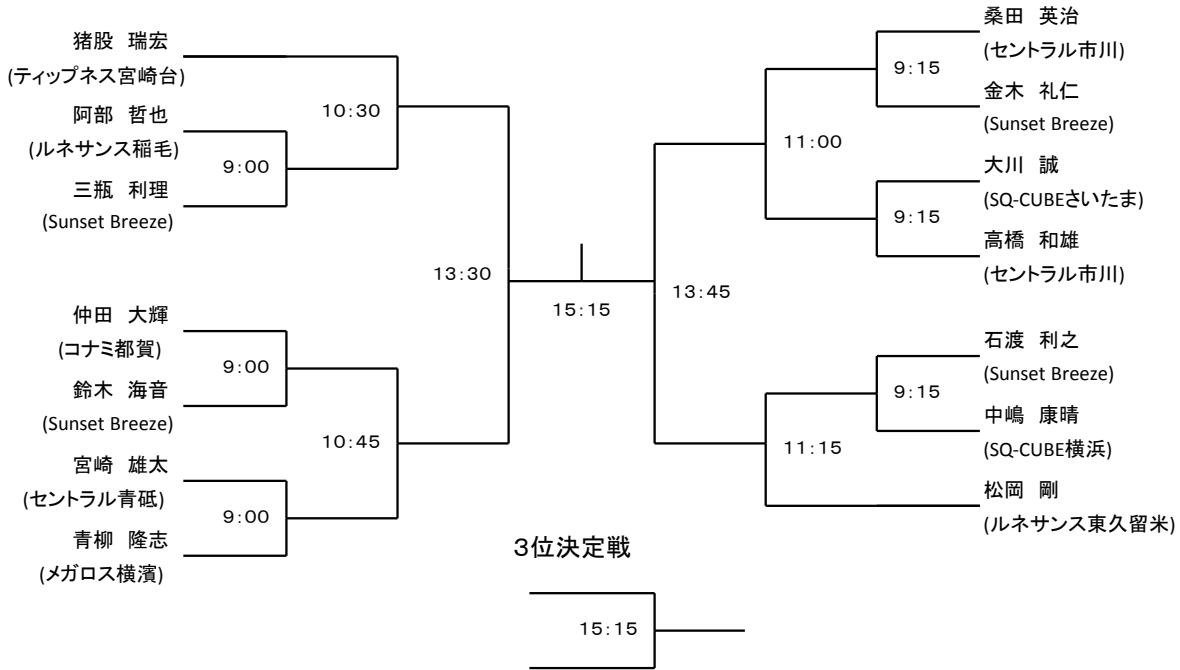 猪股　瑞宏
(ティップネス宮崎台)
10:30
阿部　哲也
(ルネサンス稲毛)
9:00
三瓶　利理
(Sunset Breeze)
13:30
仲田　大輝
(コナミ都賀)
9:00
鈴木　海音
(Sunset Breeze)
10:45
宮崎　雄太
(セントラル青砥)
9:00
青柳　隆志
(メガロス横濱)
15:15
桑田　英治
(セントラル市川)
9:15
金木　礼仁
(Sunset Breeze)
11:00
大川　誠
(SQ-CUBEさいたま)
9:15
高橋　和雄
(セントラル市川)
13:45
石渡　利之
(Sunset Breeze)
9:15
中嶋　康晴
(SQ-CUBE横浜)
11:15
松岡　剛
(ルネサンス東久留米)
3位決定戦
15:15